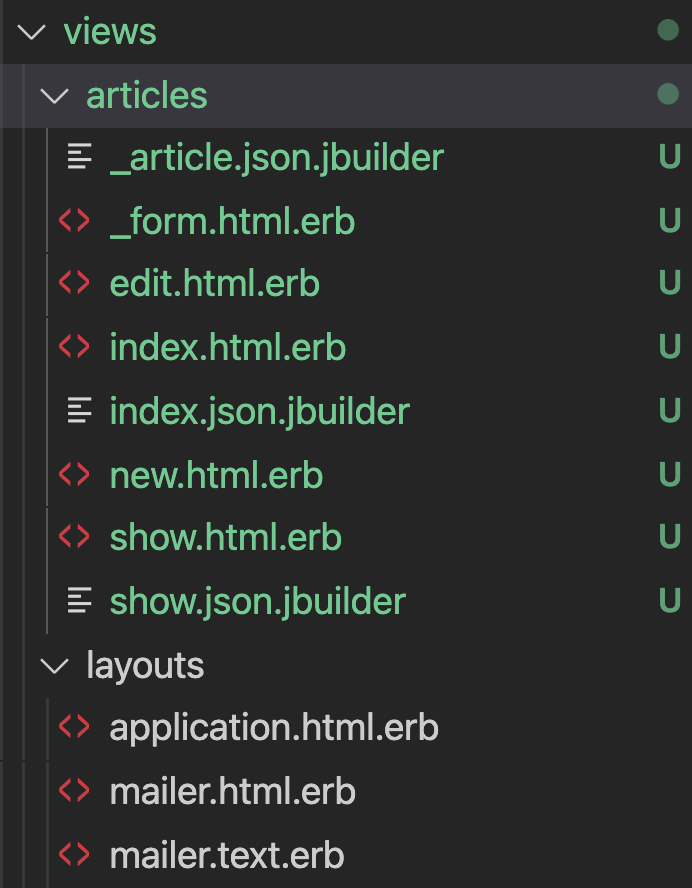 views
articles
_article.json.jbuilder U
_form.html.erb U
edit.html.erb U
index.html.erb U
index.json.jbuilder U
new.html.erb U
show.html.erb U
show.json.jbuilder U
layouts
application.html.erb
mailer.html.erb
mailer.text.erb